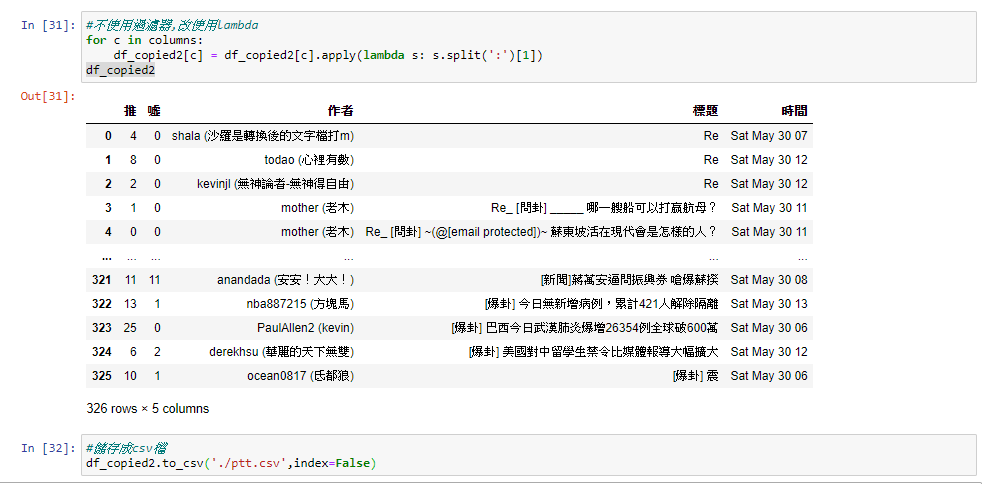 In [31]: #不使用過濾器,改使用lambda
for c in columns:
    df_copied2[c] = df_copied2[c].apply(lambda s: s.split(':')[1])
df_copied2
Out[31]:
推 噓 作者 標題 時間
0 4 0 shala (沙羅是轉換後的文字檔打m) Re Sat May 30 07
1 8 0 todao (心裡有數) Re Sat May 30 12
2 2 0 kevinjl (無神論者-無神得自由) Re Sat May 30 12
3 1 0 mother (老木) Re_ [問卦] _____ 哪一艘船可以打贏航母？ Sat May 30 11
4 0 0 mother (老木) Re_ [問卦] ~(@[email protected])~ 蘇東坡活在現代會是怎樣的人？ Sat May 30 11
... ... ... ... ... ...
321 11 11 anandada (安安！大大！) [新聞]蔣萬安逼問振興券 嗆爆蘇揆 Sat May 30 08
322 13 1 nba887215 (方塊馬) [爆卦] 今日無新增病例，累計421人解除隔離 Sat May 30 13
323 25 0 PaulAllen2 (kevin) [爆卦] 巴西今日武漢肺炎爆增26354例全球破600萬 Sat May 30 06
324 6 2 derekhsu (華麗的天下無雙) [爆卦] 美國對中留學生禁令比媒體報導大幅擴大 Sat May 30 12
325 10 1 ocean0817 (氐都狼) [爆卦] 震 Sat May 30 06
326 rows × 5 columns
In [32]: #儲存成csv檔
df_copied2.to_csv('./ptt.csv',index=False)